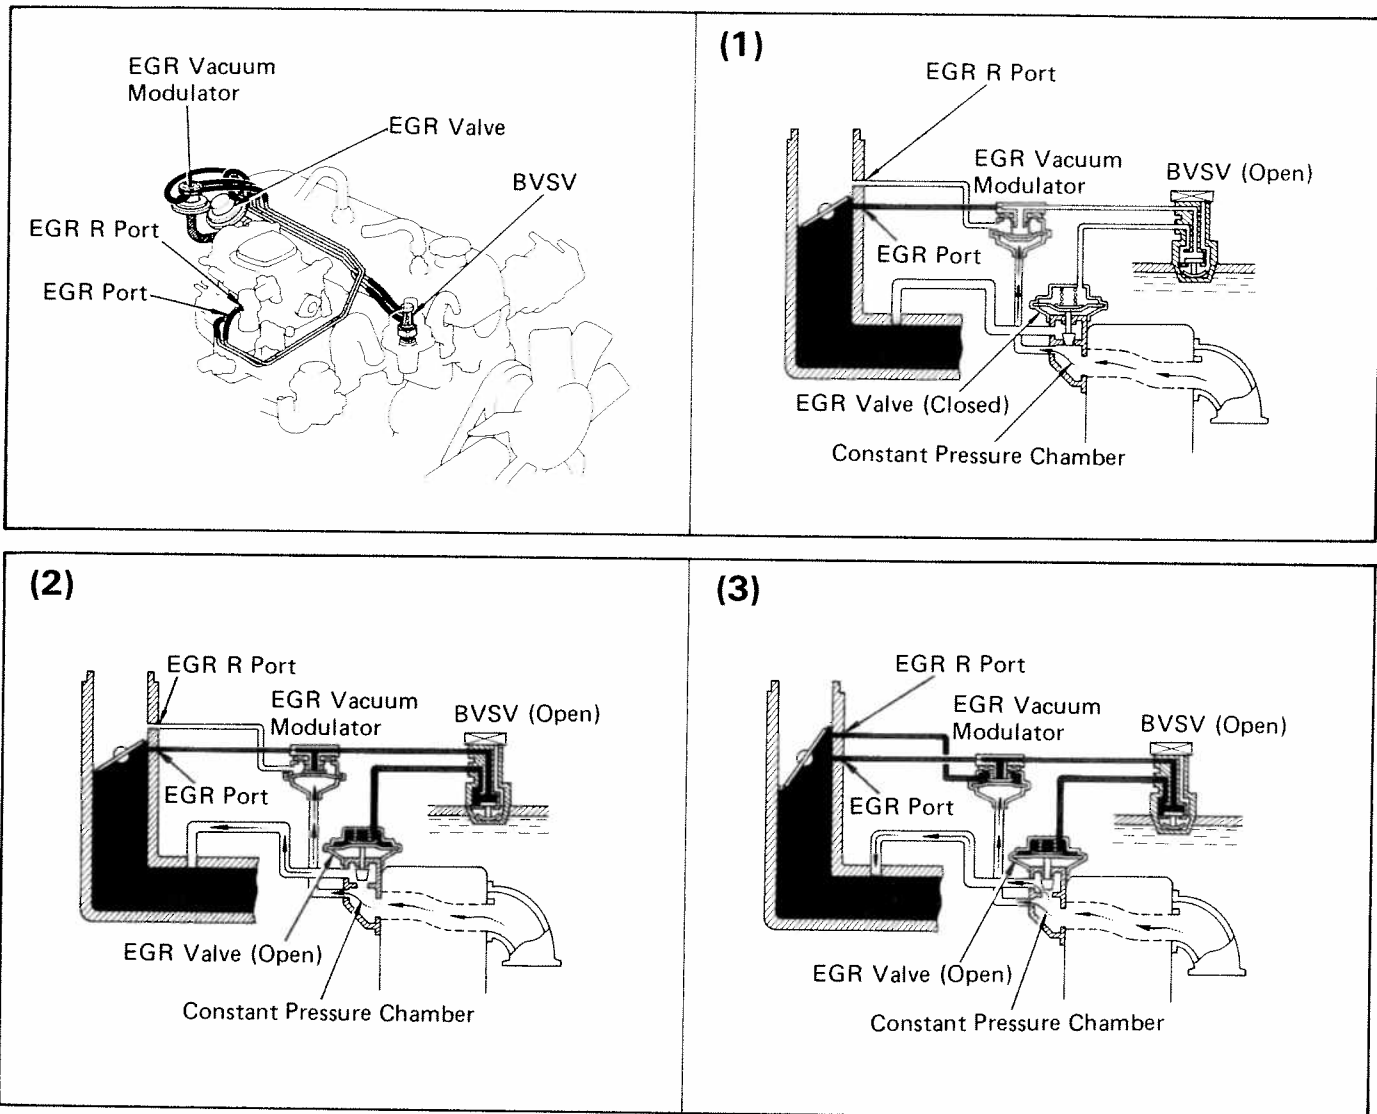 EGR Vacuum
Modulator
EGR Valve
BVSV
EGR R Port
EGR Port
(1)
EGR R Port
EGR Vacuum
Modulator
BVSV (Open)
EGR Port
EGR Valve (Closed)
Constant Pressure Chamber
(2)
EGR R Port
EGR Vacuum
Modulator
BVSV (Open)
EGR Port
EGR Valve (Open)
Constant Pressure Chamber
(3)
EGR R Port
EGR Vacuum
Modulator
BVSV (Open)
EGR Port
EGR Valve (Open)
Constant Pressure Chamber